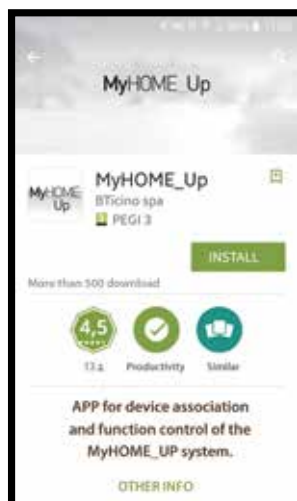 MyHOME_Up
MyHOME
Up
MyHOME_Up
BTicino spa
PEGI 3
INSTALL
More than 500 download
4,5
13
Productivity
Similar
APP for device association
and function control of the
MyHOME_UP system.
OTHER INFO